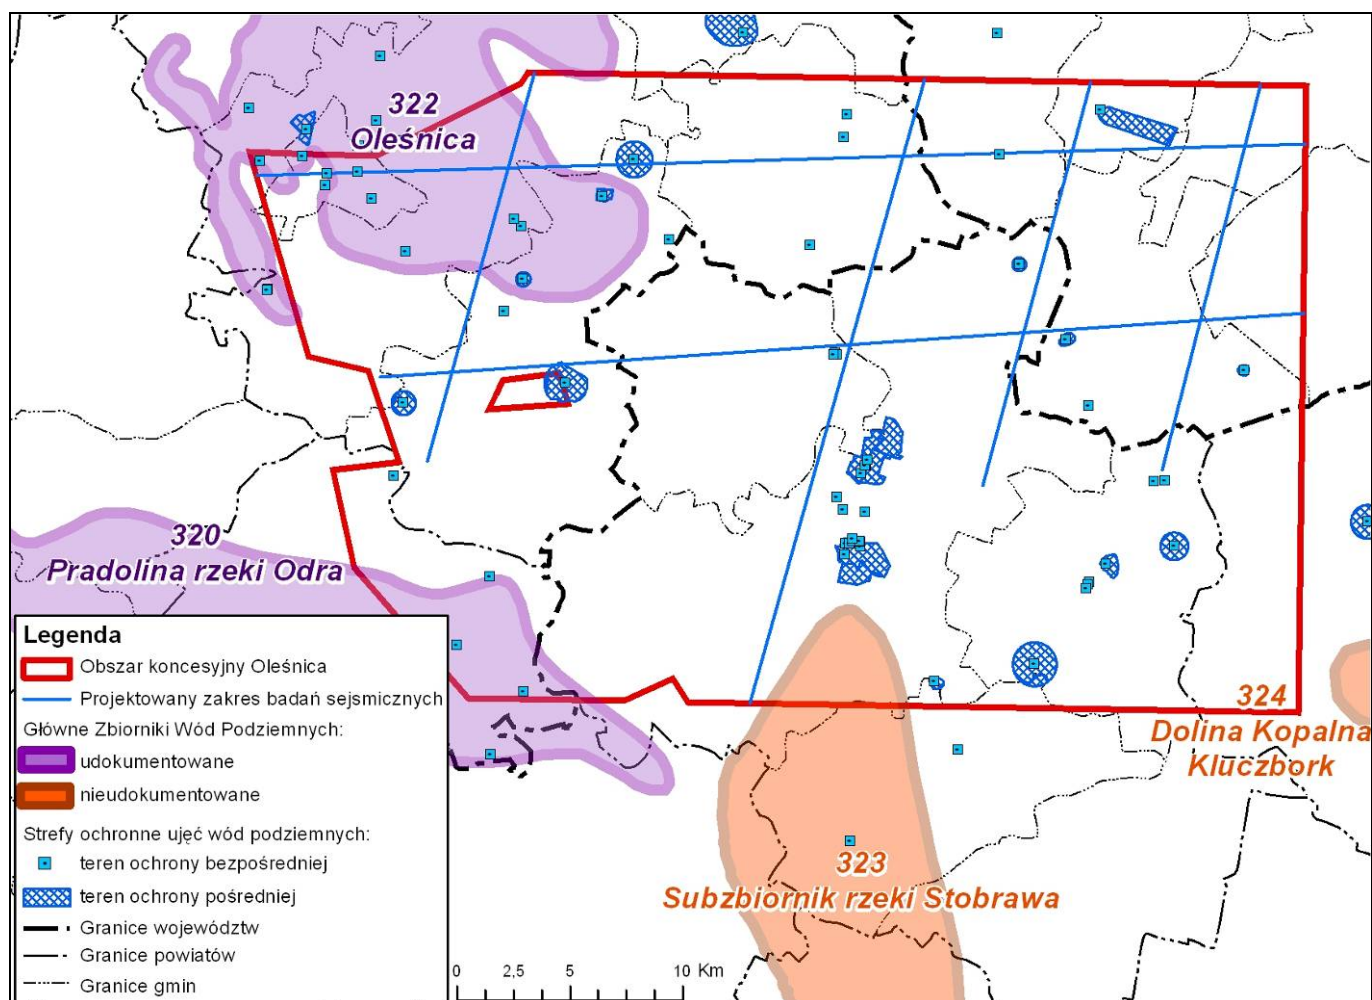 322
Oleśnica
320
Pradolina rzeki Odra
324
Dolina Kopalna
Kluczbork
323
Subzbiornik rzeki Stobrawa
Legenda
Obszar koncesyjny Oleśnica
Projektowany zakres badań sejsmicznych
Główne Zbiorniki Wód Podziemnych:
udokumentowane
nieudokumentowane
Strefy ochronne ujęć wód podziemnych:
teren ochrony bezpośredniej
teren ochrony pośredniej
Granice województw
Granice powiatów
Granice gmin
0 2,5 5 10 Km